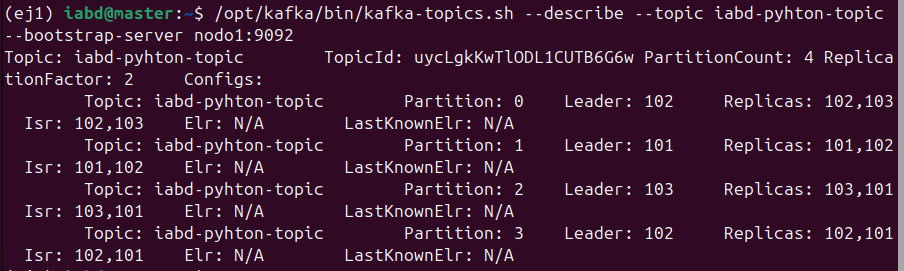 (ej1) iabd@master:~$ /opt/kafka/bin/kafka-topics.sh --describe --topic iabd-pyhton-topic
--bootstrap-server nodo1:9092
Topic: iabd-pyhton-topic TopicId: uycLgkKwTlODL1CUTB6G6w PartitionCount: 4 Replica
tionFactor: 2 Configs:
Topic: iabd-pyhton-topic Partition: 0 Leader: 102 Replicas: 102,103
Isr: 102,103 Elr: N/A LastKnownElr: N/A
Topic: iabd-pyhton-topic Partition: 1 Leader: 101 Replicas: 101,102
Isr: 101,102 Elr: N/A LastKnownElr: N/A
Topic: iabd-pyhton-topic Partition: 2 Leader: 103 Replicas: 103,101
Isr: 103,101 Elr: N/A LastKnownElr: N/A
Topic: iabd-pyhton-topic Partition: 3 Leader: 102 Replicas: 102,101
Isr: 102,101 Elr: N/A LastKnownElr: N/A